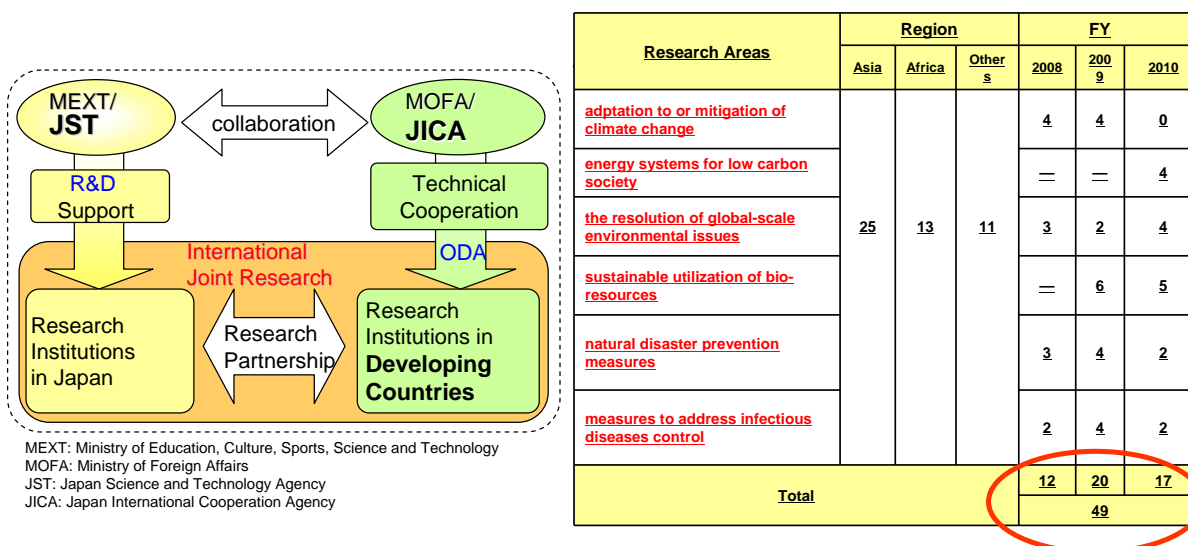 MEXT/
JST
collaboration
MOFA/
JICA
R&D
Support
Technical
Cooperation
International
Joint Research
ODA
Research
Institutions
in Japan
Research
Partnership
Research
Institutions in
Developing
Countries
MEXT: Ministry of Education, Culture, Sports, Science and Technology
MOFA: Ministry of Foreign Affairs
JST: Japan Science and Technology Agency
JICA: Japan International Cooperation Agency
Research Areas
Region
FY
Asia
Africa
Other
s
2008
200
9
2010
adptation to or mitigation of
climate change
4 4 0
energy systems for low carbon
society
— — 4
the resolution of global-scale
environmental issues
25 13 11 3 2 4
sustainable utilization of bio-
resources
— 6 5
natural disaster prevention
measures
3 4 2
measures to address infectious
diseases control
2 4 2
Total
12 20 17
49